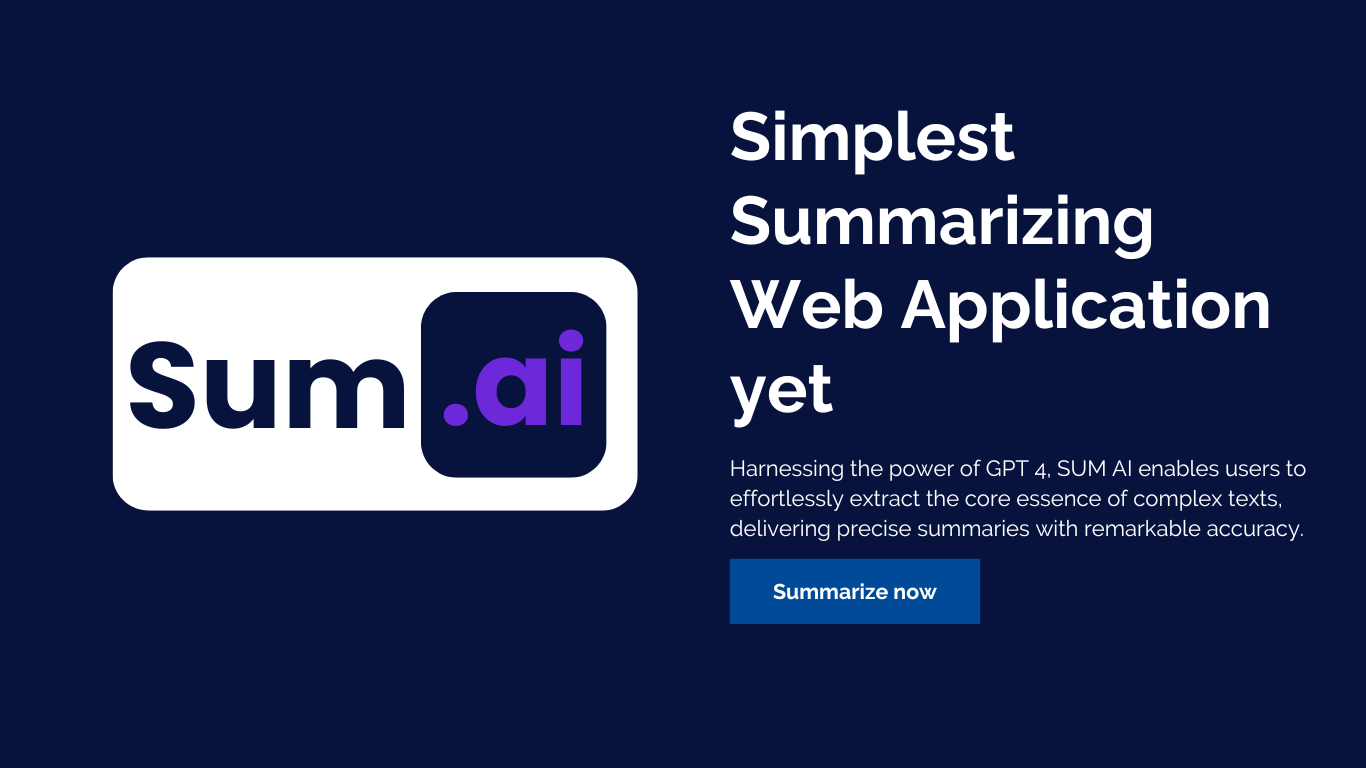 Sum.ai
Simplest
Summarizing
Web Application
yet
Harnessing the power of GPT 4, SUM AI enables users to
effortlessly extract the core essence of complex texts,
delivering precise summaries with remarkable accuracy.
Summarize now